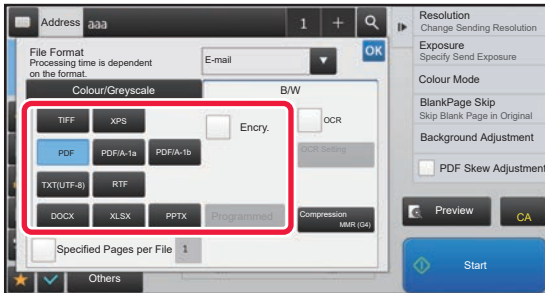 Address aaa 1 +
File Format
Processing time is dependent
on the format.
E-mail
OK
Colour/Greyscale
B/W
TIFF XPS Encry. OCR
PDF PDF/A-1a PDF/A-1b OCR Setting
TXT(UTF-8) RTF
DOCX XLSX PPTX Programmed
Compression
MMR (G4)
Specified Pages per File 1
Others
Resolution
Change Sending Resolution
Exposure
Specify Send Exposure
Colour Mode
BlankPage Skip
Skip Blank Page in Original
Background Adjustment
PDF Skew Adjustment
Preview
CA
Start